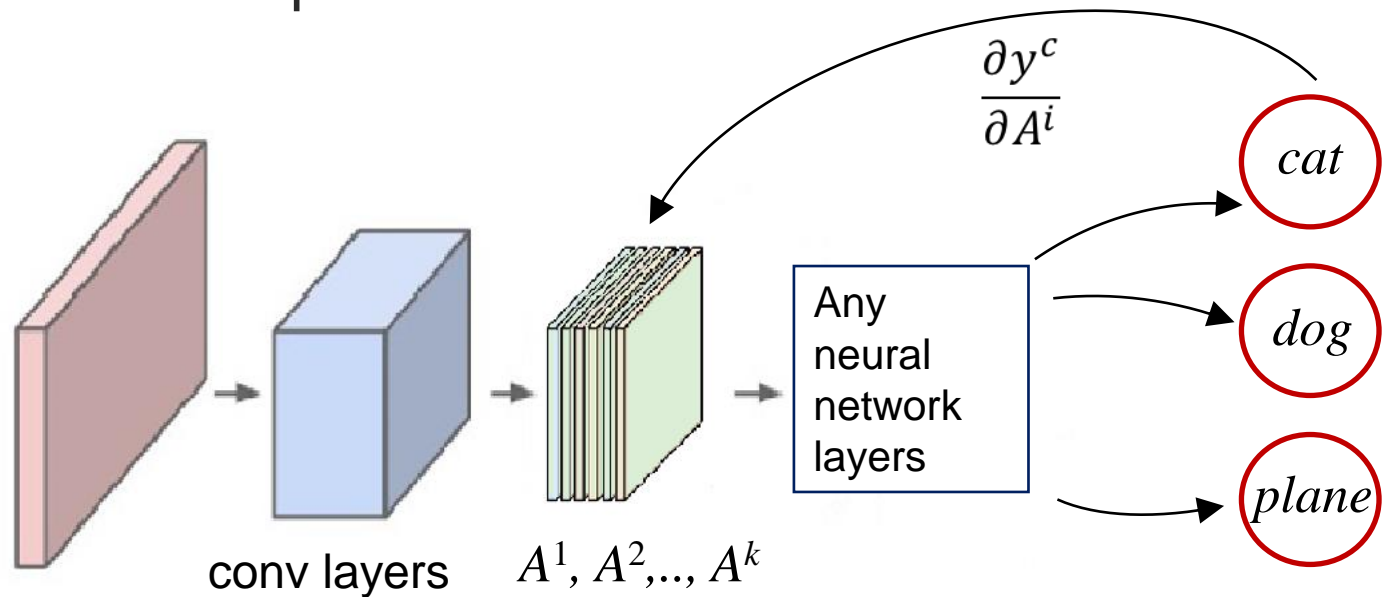 ∂y^c
∂A^i
cat
Any
neural
network
layers
dog
plane
conv layers
A^1, A^2,.., A^k